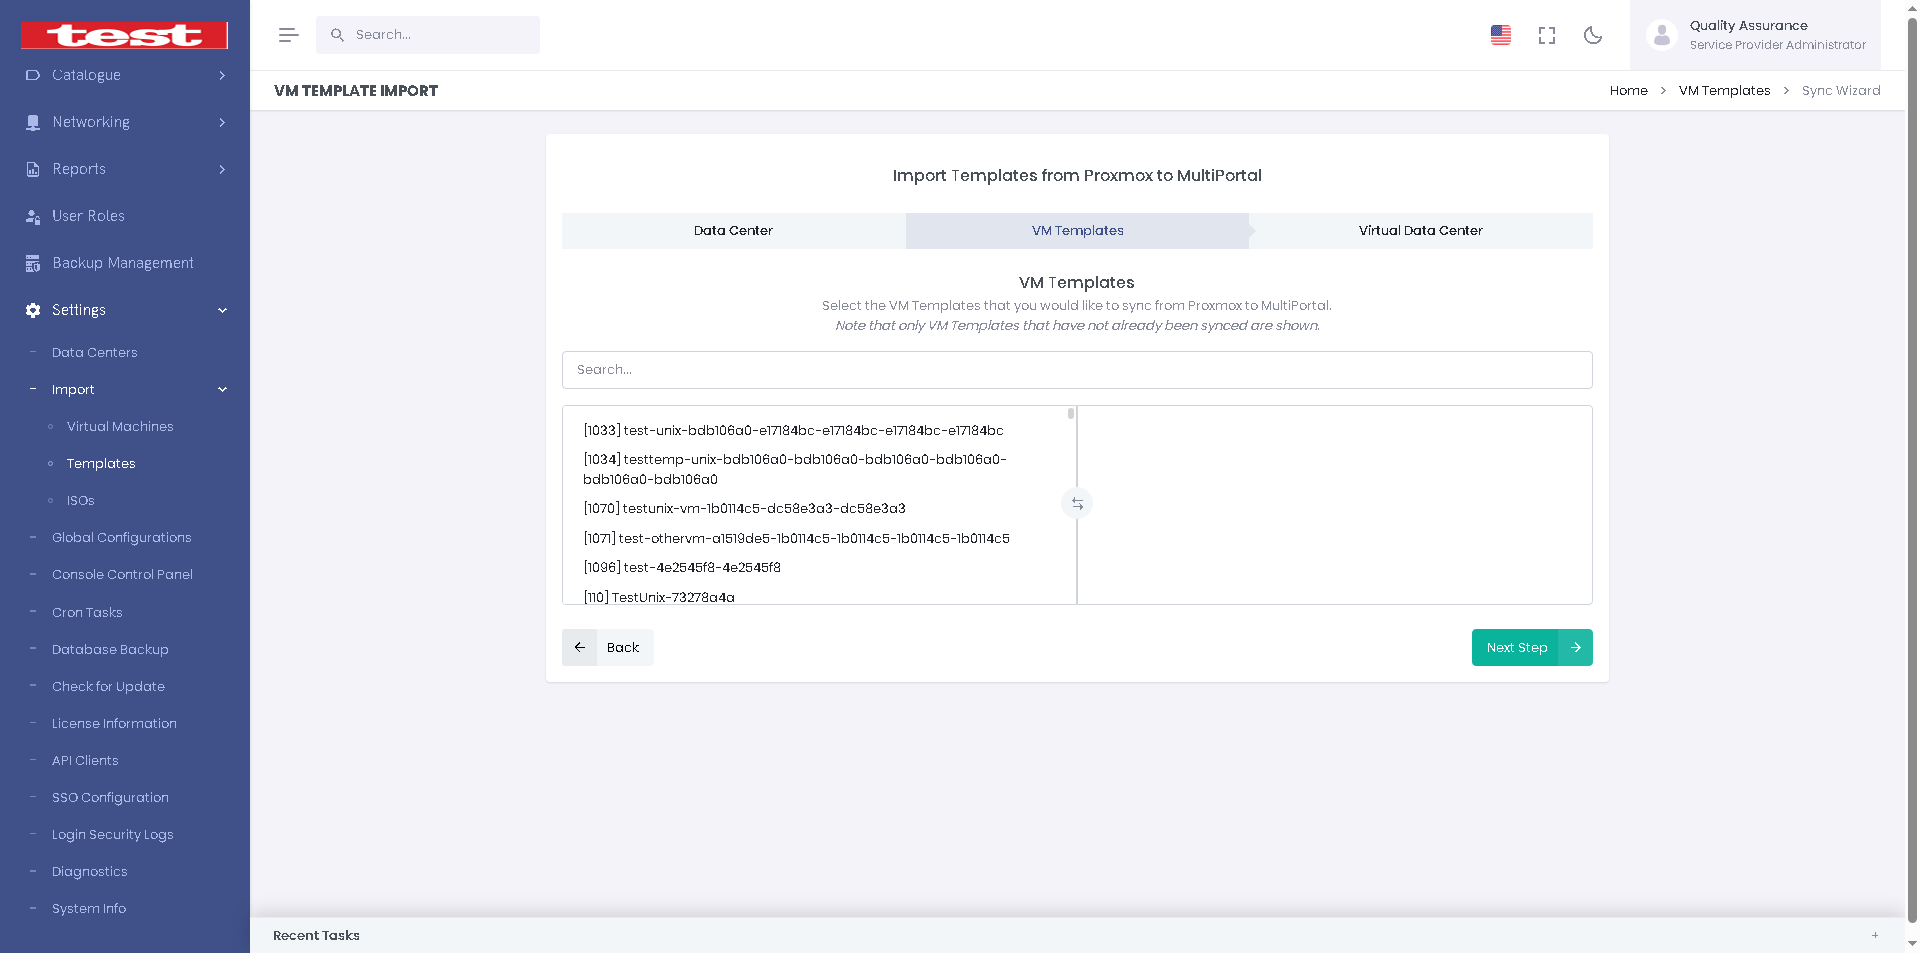 test
Catalogue
Networking
Reports
User Roles
Backup Management
Settings
Data Centers
Import
Virtual Machines
Templates
ISOs
Global Configurations
Console Control Panel
Cron Tasks
Database Backup
Check for Update
License Information
API Clients
SSO Configuration
Login Security Logs
Diagnostics
System Info
Search...
Quality Assurance
Service Provider Administrator
VM TEMPLATE IMPORT
Home > VM Templates > Sync Wizard
Import Templates from Proxmox to MultiPortal
Data Center
VM Templates
Virtual Data Center
VM Templates
Select the VM Templates that you would like to sync from Proxmox to MultiPortal.
Note that only VM Templates that have not already been synced are shown.
Search...
[1033] test-unix-bdb106a0-e17184bc-e17184bc-e17184bc-e17184bc
[1034] testtemp-unix-bdb106a0-bdb106a0-bdb106a0-bdb106a0-
bdb106a0-bdb106a0
[1070] testunix-vm-1b0114c5-dc58e3a3-dc58e3a3
[1071] test-othervm-a1519de5-1b0114c5-1b0114c5-1b0114c5-1b0114c5
[1096] test-4e2545f8-4e2545f8
[110] TestUnix-73278a4a
Back
Next Step
Recent Tasks